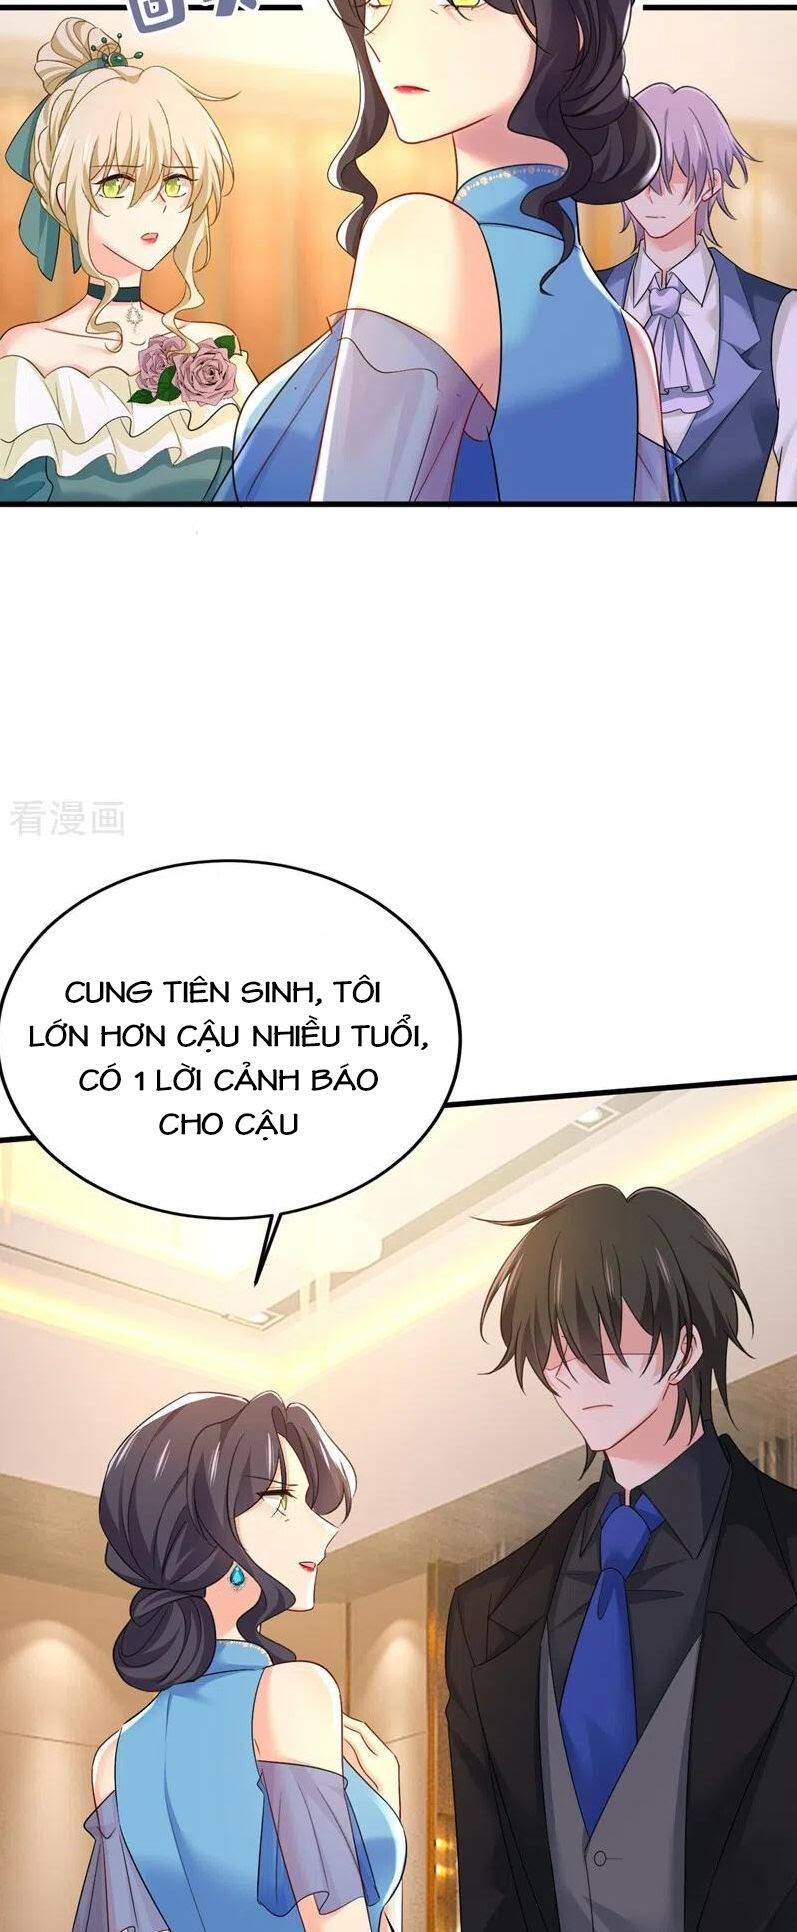 看漫画
CUNG TIÊN SINH, TÔI
LỚN HƠN CẬU NHIỀU TUỔI,
CÓ 1 LỜI CẢNH BÁO
CHO CẬU